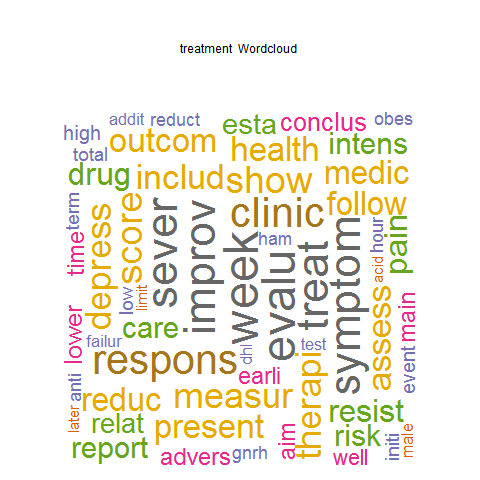 treatment Wordcloud
addit reduct esta conclus obes
high outcom health intens
total
drug includ show medic
follow
clinic
time term depress score sever improv week evalu treat symptom hour pain
ham
low limit acid
lower failur care dhl test assess event main
respons
earli
anti reduc measur therapi resist
later relat present aim risk initi male
report advers gnrh well